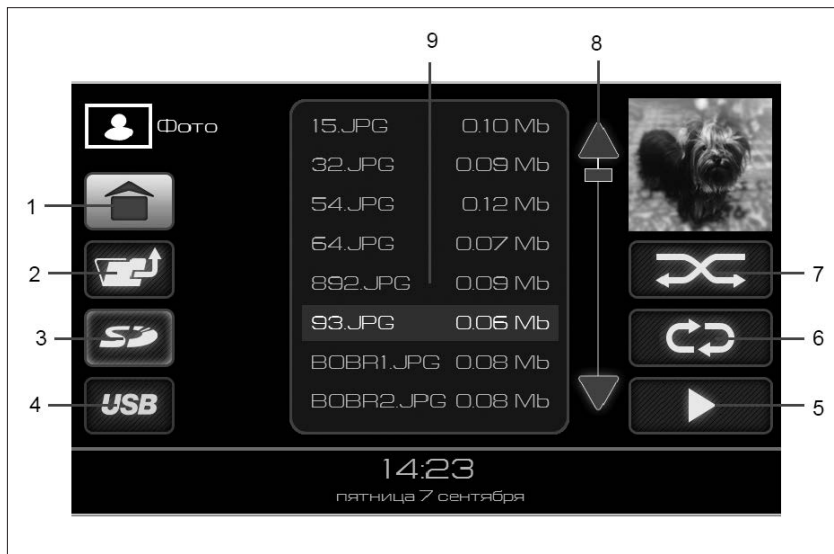 9
8
Фото
15.JPG 0.10 Mb
32.JPG 0.09 Mb
1
54.JPG 0.12 Mb
64.JPG 0.07 Mb
2
892.JPG 0.09 Mb
7
3
SD
93.JPG 0.06 Mb
6
BOBR1.JPG 0.08 Mb
4
USB
BOBR2.JPG 0.08 Mb
5
14:23
пятница 7 сентября